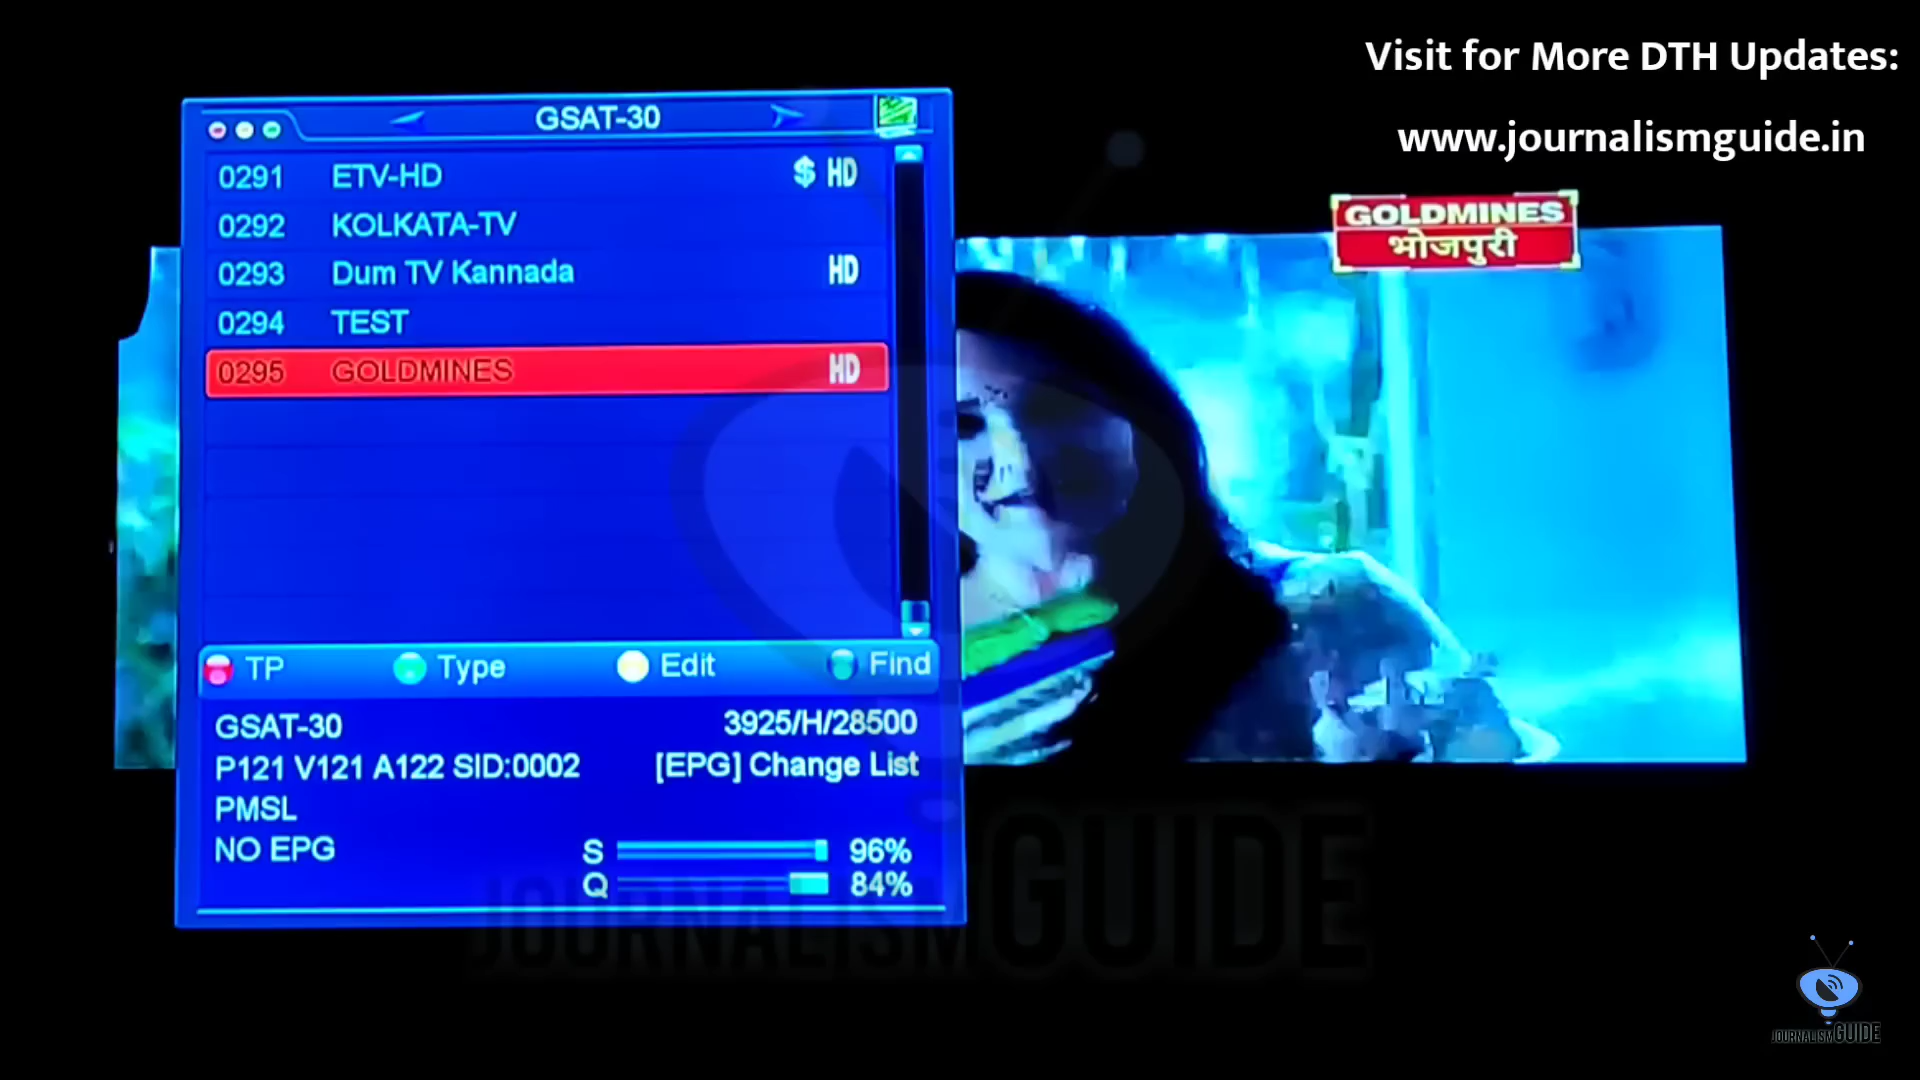 Visit for More DTH Updates:
www.journalismguide.in
GSAT-30
0291 ETV-HD $ HD
0292 KOLKATA-TV
0293 Dum TV Kannada HD
0294 TEST
0295 GOLDMINES HD
TP Type Edit Find
GSAT-30 3925/H/28500
P121 V121 A122 SID:0002 [EPG] Change List
PMSL
NO EPG
S 96%
Q 84%
GOLDMINES
भोजपुरी
JOURNALISMGUIDE
JOURNALISMGUIDE